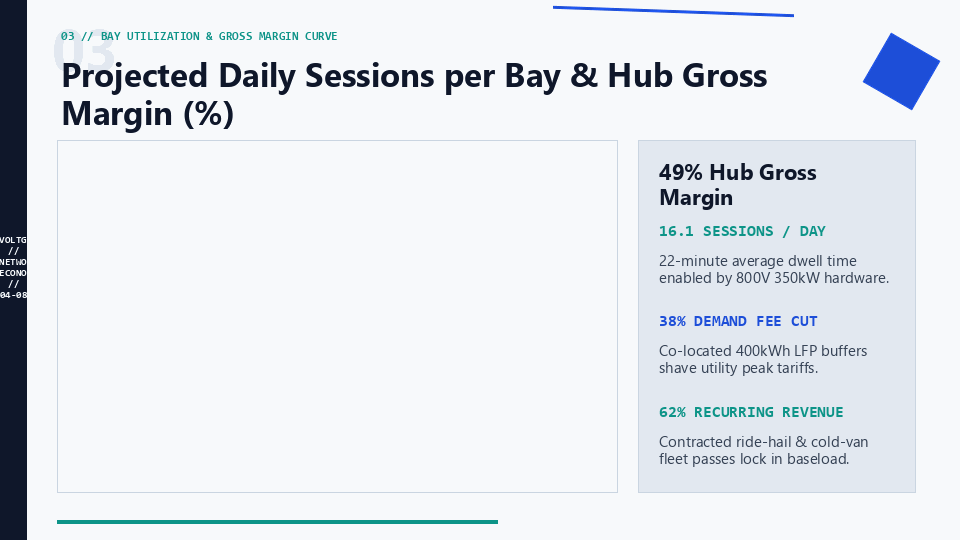 03
03 // BAY UTILIZATION & GROSS MARGIN CURVE
Projected Daily Sessions per Bay & Hub Gross
Margin (%)
49% Hub Gross
Margin
16.1 SESSIONS / DAY
22-minute average dwell time
enabled by 800V 350kW hardware.
38% DEMAND FEE CUT
Co-located 400kWh LFP buffers
shave utility peak tariffs.
62% RECURRING REVENUE
Contracted ride-hail & cold-van
fleet passes lock in baseload.
//
//
04-08